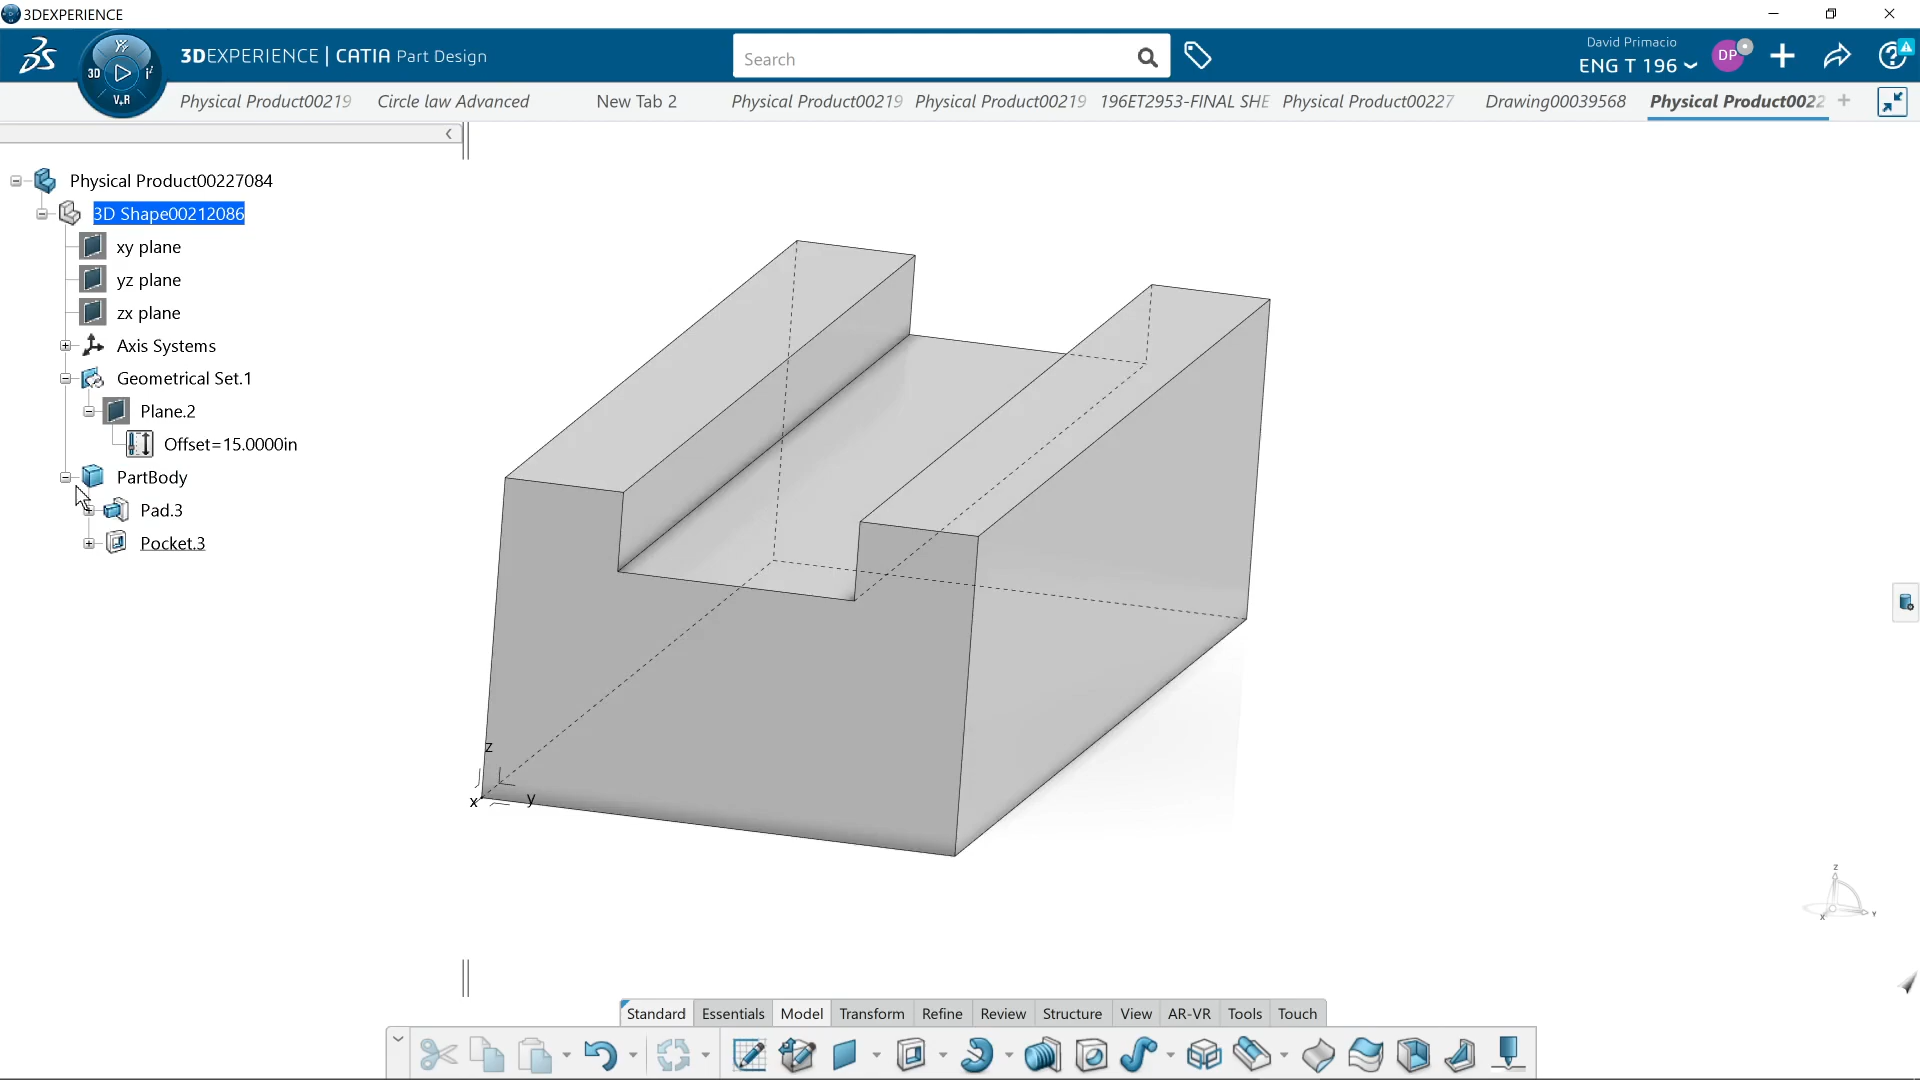 3DEXPERIENCE
3DEXPERIENCE | CATIA Part Design
3D
V+R
Search
David Primacio
ENG T 196
DP
Physical Product00219
Circle law Advanced
New Tab 2
Physical Product00219
Physical Product00219
196ET2953-FINAL SHE
Physical Product00227
Drawing00039568
Physical Product0022
Physical Product00227084
3D Shape00212086
xy plane
yz plane
zx plane
Axis Systems
Geometrical Set.1
Plane.2
Offset=15.0000in
PartBody
Pad.3
Pocket.3
z
x
y
z
x
Y
Standard
Essentials
Model
Transform
Refine
Review
Structure
View
AR-VR
Tools
Touch